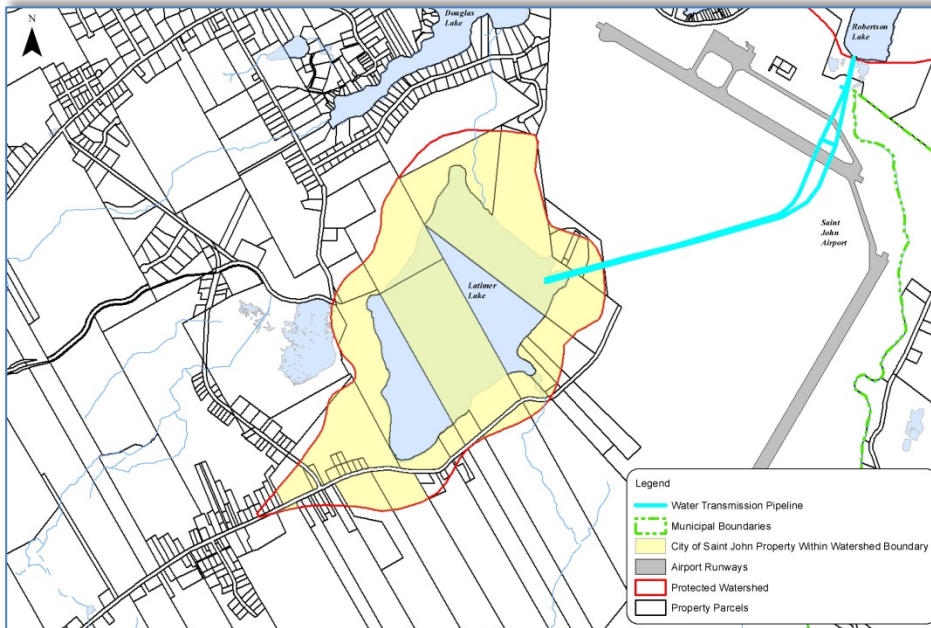 N
Douglas
Lake
Robertson
Lake
Saint
John
Airport
Latimer
Lake
Legend
Water Transmission Pipeline
Municipal Boundaries
City of Saint John Property Within Watershed Boundary
Airport Runways
Protected Watershed
Property Parcels